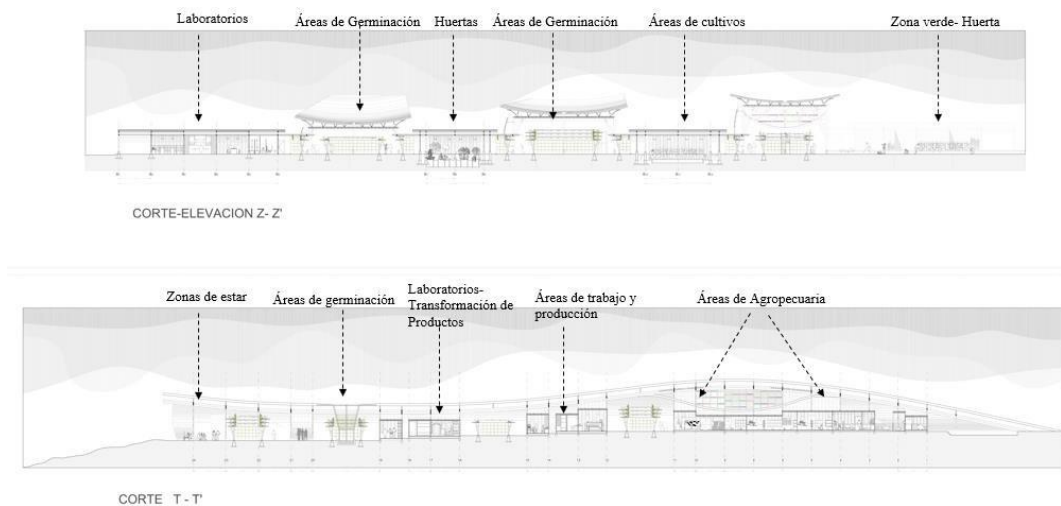 Laboratorios
Áreas de Germinación
Huertas
Áreas de Germinación
Áreas de cultivos
Zona verde- Huerta
CORTE-ELEVACION Z- Z'
Zonas de estar
Áreas de germinación
Laboratorios-
Transformación de
Productos
Áreas de trabajo y
producción
Áreas de Agropecuaria
CORTE T - T'